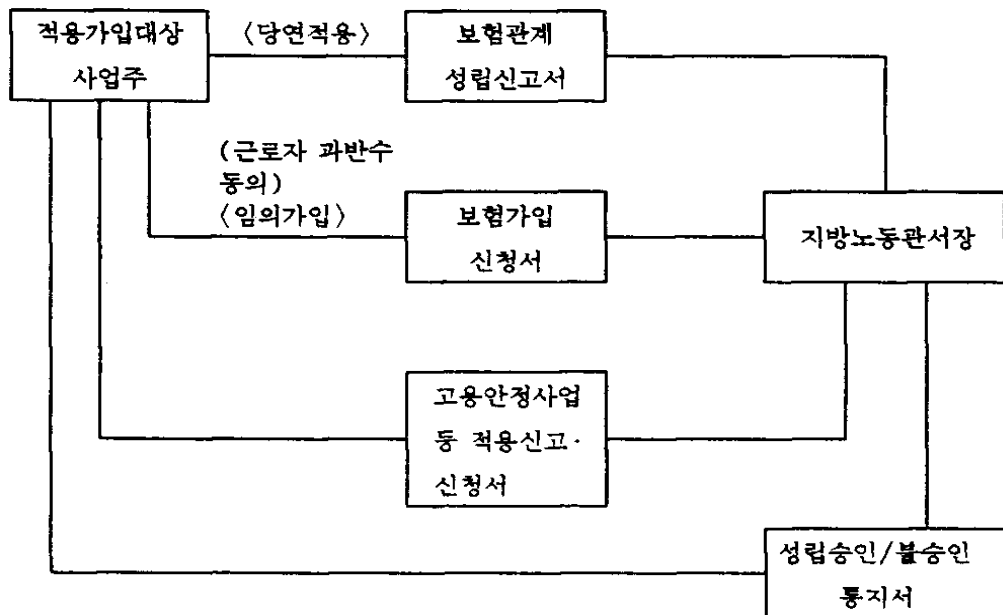 적용가입대상
사업주
〈당연적용〉
보험관계
성립신고서
(근로자 과반수
동의)
〈임의가입〉
보험가입
신청서
지방노동관서장
고용안정사업
등 적용신고·
신청서
성립승인/불승인
통지서